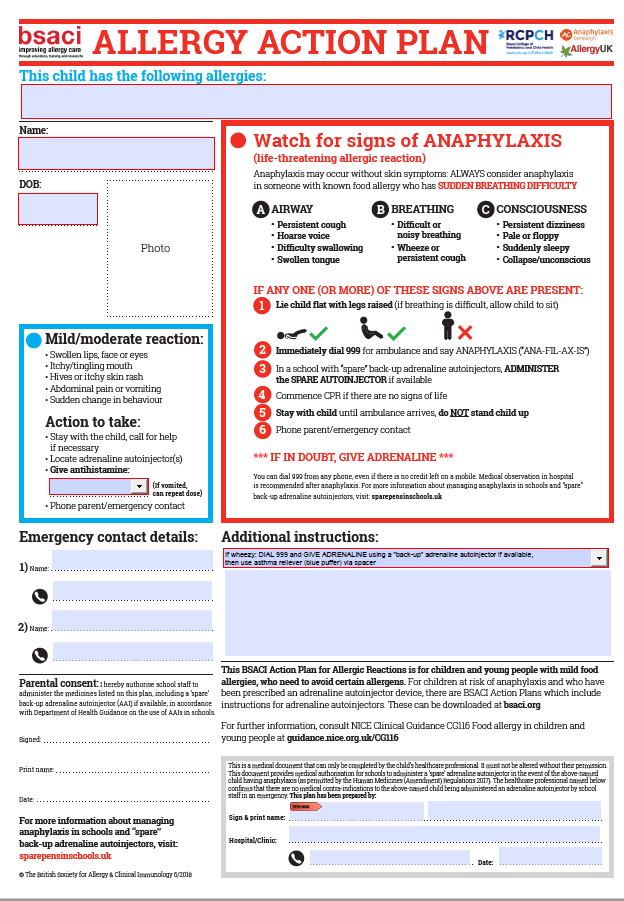 bsaci
improving allergy care
through education, training and research
ALLERGY ACTION PLAN
RCPCH
Royal College of
Paediatrics and Child Health
Anaphylaxis
Campaign
AllergyUK
This child has the following allergies:
Name:
DOB:
Photo
Mild/moderate reaction:
• Swollen lips, face or eyes
• Itchy/tingling mouth
• Hives or itchy skin rash
• Abdominal pain or vomiting
• Sudden change in behaviour
Action to take:
• Stay with the child, call for help
if necessary
• Locate adrenaline autoinjector(s)
• Give antihistamine:
(If vomited,
can repeat dose)
• Phone parent/emergency contact
Watch for signs of ANAPHYLAXIS
(life-threatening allergic reaction)
Anaphylaxis may occur without skin symptoms: ALWAYS consider anaphylaxis
in someone with known food allergy who has SUDDEN BREATHING DIFFICULTY
A AIRWAY
• Persistent cough
• Hoarse voice
• Difficulty swallowing
• Swollen tongue
B BREATHING
• Difficult or
noisy breathing
• Wheeze or
persistent cough
C CONSCIOUSNESS
• Persistent dizziness
• Pale or floppy
• Suddenly sleepy
• Collapse/unconscious
IF ANY ONE (OR MORE) OF THESE SIGNS ABOVE ARE PRESENT:
1 Lie child flat with legs raised (if breathing is difficult, allow child to sit)
2 Immediately dial 999 for ambulance and say ANAPHYLAXIS ("ANA-FIL-AX-IS")
3 In a school with "spare" back-up adrenaline autoinjectors, ADMINISTER
the SPARE AUTOINJECTOR if available
4 Commence CPR if there are no signs of life
5 Stay with child until ambulance arrives, do NOT stand child up
6 Phone parent/emergency contact
*** IF IN DOUBT, GIVE ADRENALINE ***
You can dial 999 from any phone, even if there is no credit left on a mobile. Medical observation in hospital
is recommended after anaphylaxis. For more information about managing anaphylaxis in schools and "spare"
back-up adrenaline autoinjectors, visit: sparepensinschools.uk
Emergency contact details:
1) Name:
2) Name:
Parental consent: I hereby authorise school staff to
administer the medicines listed on this plan, including a 'spare'
back-up adrenaline autoinjector (AAI) if available, in accordance
with Department of Health Guidance on the use of AAIs in schools.
Signed:
Print name:
Date:
For more information about managing
anaphylaxis in schools and "spare"
back-up adrenaline autoinjectors, visit:
sparepensinschools.uk
© The British Society for Allergy & Clinical Immunology 6/2018
Additional instructions:
If wheezy: DIAL 999 and GIVE ADRENALINE using a "back-up" adrenaline autoinjector if available,
then use asthma reliever (blue puffer) via spacer
This BSACI Action Plan for Allergic Reactions is for children and young people with mild food
allergies, who need to avoid certain allergens. For children at risk of anaphylaxis and who have
been prescribed an adrenaline autoinjector device, there are BSACI Action Plans which include
instructions for adrenaline autoinjectors. These can be downloaded at bsaci.org
For further information, consult NICE Clinical Guidance CG116 Food allergy in children and
young people at guidance.nice.org.uk/CG116
This is a medical document that can only be completed by the child's healthcare professional. It must not be altered without their permission.
This document provides medical authorisation for schools to administer a 'spare' adrenaline autoinjector in the event of the above-named
child having anaphylaxis (as permitted by the Human Medicines (Amendment) Regulations 2017). The healthcare professional named below
confirms that there are no medical contra-indications to the above-named child being administered an adrenaline autoinjector by school
staff in an emergency. This plan has been prepared by:
Sign & print name:
Hospital/Clinic:
Date: